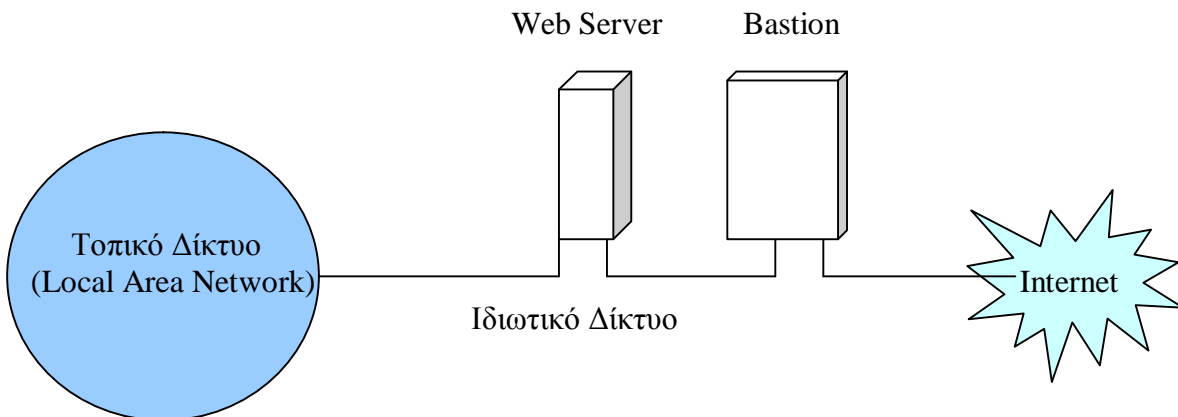 Web Server
Bastion
Τοπικό Δίκτυο
(Local Area Network)
Internet
Ιδιωτικό Δίκτυο